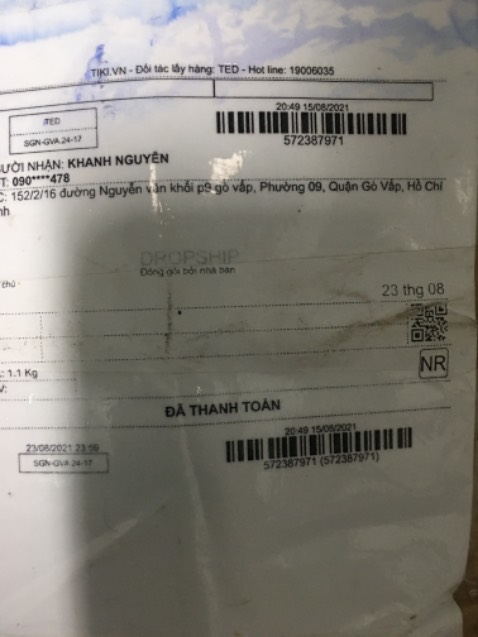 TIKI.VN - Đối tác lấy hàng: TED - Hot line: 19006035
TED
SGN-GVA.24-17
20:49 15/08/2021
572387971
ƯỜI NHẬN: KHANH NGUYÊN
T: 090****478
C: 152/2/16 đường Nguyễn văn khối p9 gò vấp, Phường 09, Quận Gò Vấp, Hồ Chí
nh
DROPSHIP
Đóng gói bởi nhà bán
chú
23 thg 08
NR
: 1.1 Kg
V:
ĐÃ THANH TOÁN
23/08/2021 23:59
SGN-GVA.24-17
20:49 15/08/2021
572387971 (572387971)